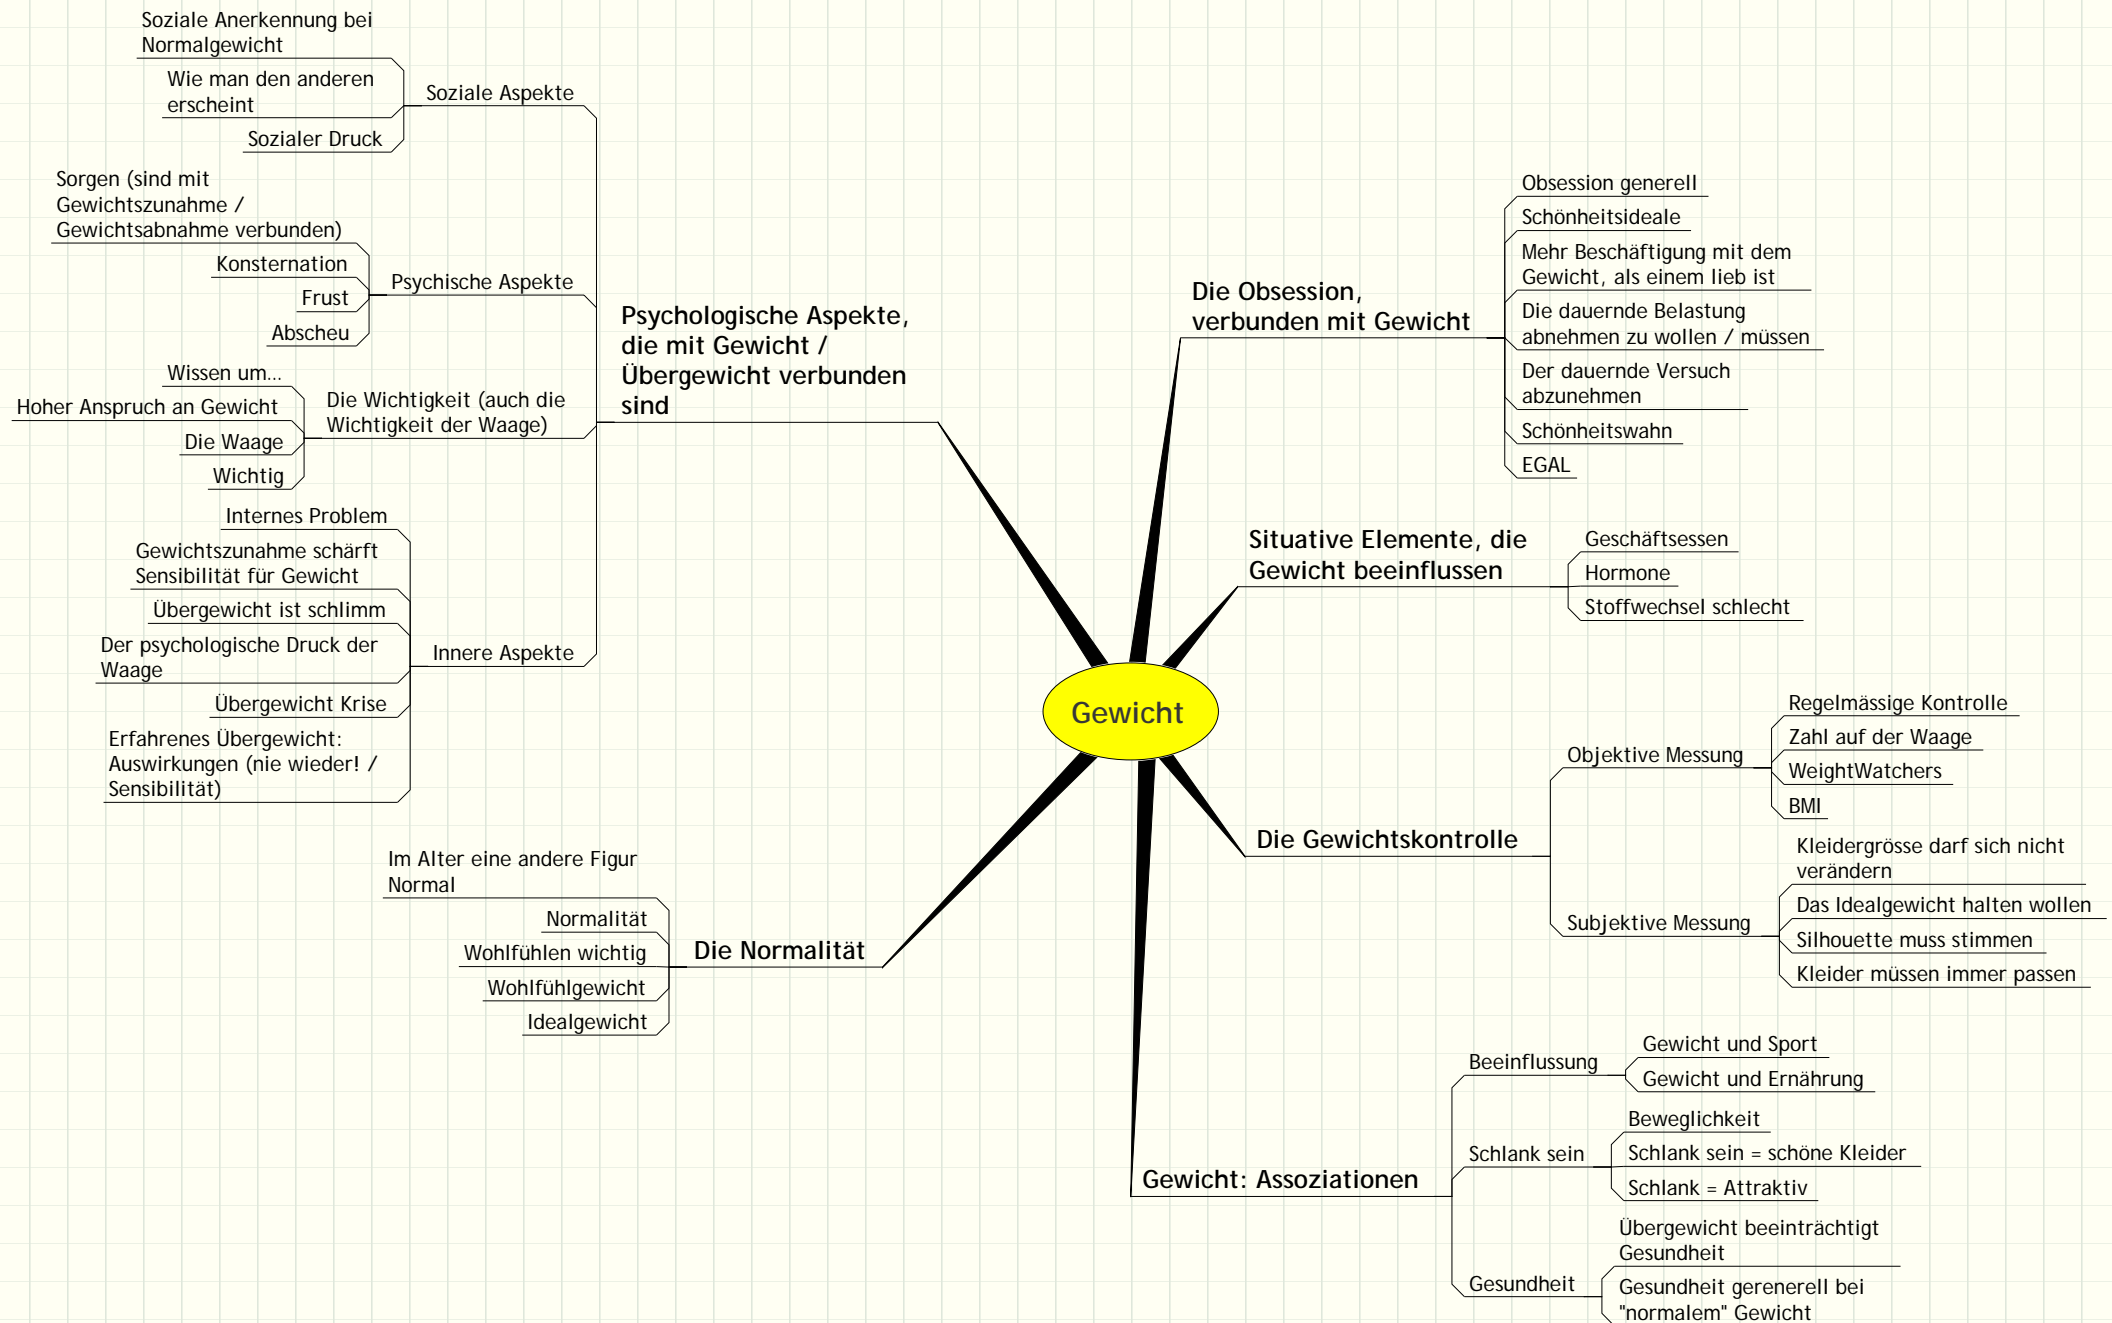 Soziale Anerkennung bei
Normalgewicht
Wie man den anderen
erscheint
Sozialer Druck
Soziale Aspekte
Sorgen (sind mit
Gewichtszunahme /
Gewichtsabnahme verbunden)
Konsternation
Frust
Abscheu
Psychische Aspekte
Wissen um...
Hoher Anspruch an Gewicht
Die Waage
Wichtig
Die Wichtigkeit (auch die
Wichtigkeit der Waage)
Internes Problem
Gewichtszunahme schärft
Sensibilität für Gewicht
Übergewicht ist schlimm
Der psychologische Druck der
Waage
Übergewicht Krise
Erfahrenes Übergewicht:
Auswirkungen (nie wieder! /
Sensibilität)
Innere Aspekte
Psychologische Aspekte,
die mit Gewicht /
Übergewicht verbunden
sind
Im Alter eine andere Figur
Normal
Normalität
Wohlfühlen wichtig
Wohlfühlgewicht
Idealgewicht
Die Normalität
Gewicht
Die Obsession,
verbunden mit Gewicht
Obsession generell
Schönheitsideale
Mehr Beschäftigung mit dem
Gewicht, als einem lieb ist
Die dauernde Belastung
abnehmen zu wollen / müssen
Der dauernde Versuch
abzunehmen
Schönheitswahn
EGAL
Situative Elemente, die
Gewicht beeinflussen
Geschäftsessen
Hormone
Stoffwechsel schlecht
Die Gewichtskontrolle
Objektive Messung
Regelmässige Kontrolle
Zahl auf der Waage
WeightWatchers
BMI
Subjektive Messung
Kleidergrösse darf sich nicht
verändern
Das Idealgewicht halten wollen
Silhouette muss stimmen
Kleider müssen immer passen
Gewicht: Assoziationen
Beeinflussung
Gewicht und Sport
Gewicht und Ernährung
Schlank sein
Beweglichkeit
Schlank sein = schöne Kleider
Schlank = Attraktiv
Gesundheit
Übergewicht beeinträchtigt
Gesundheit
Gesundheit gerenerell bei
"normalem" Gewicht